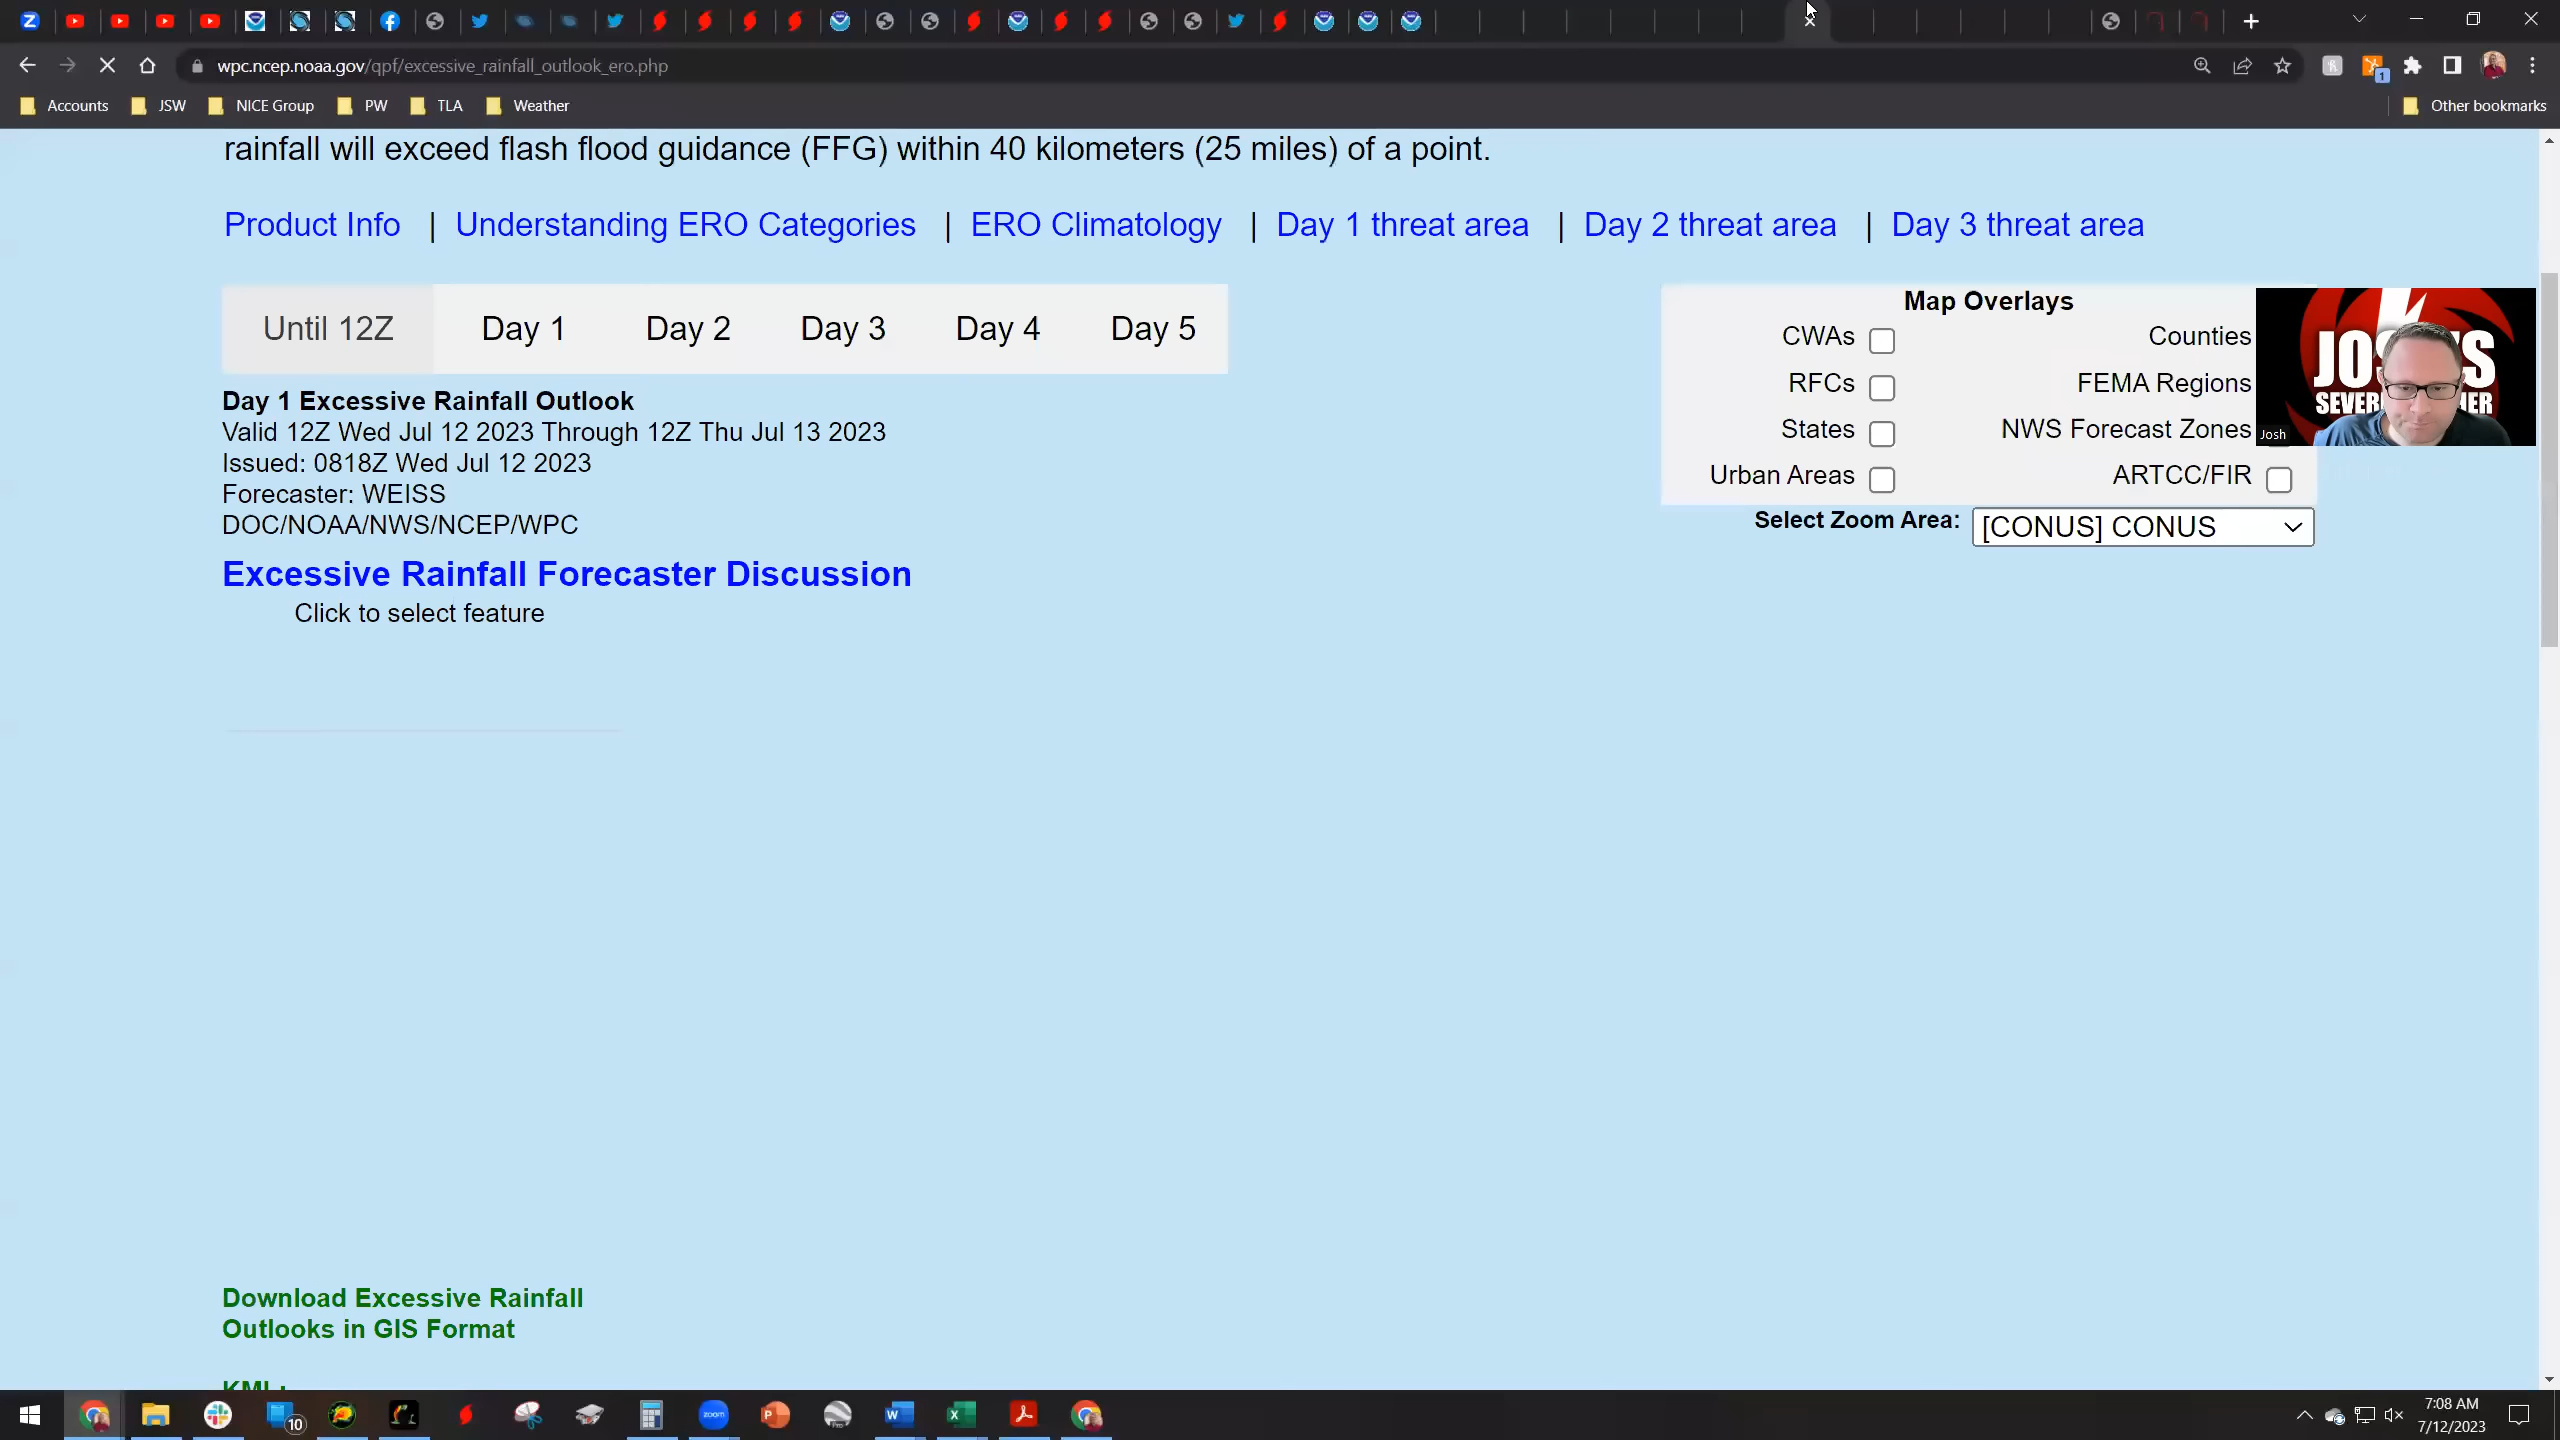 wpc.ncep.noaa.gov/qpf/excessive_rainfall_outlook_ero.php
1
Accounts
JSW
NICE Group
PW
TLA
Weather
Other bookmarks
rainfall will exceed flash flood guidance (FFG) within 40 kilometers (25 miles) of a point.
Product Info | Understanding ERO Categories | ERO Climatology | Day 1 threat area | Day 2 threat area | Day 3 threat area
Until 12Z Day 1 Day 2 Day 3 Day 4 Day 5
Map Overlays
CWAs Counties
RFCs FEMA Regions
States NWS Forecast Zones
Urban Areas ARTCC/FIR
Select Zoom Area: [CONUS] CONUS
Josh
Day 1 Excessive Rainfall Outlook
Valid 12Z Wed Jul 12 2023 Through 12Z Thu Jul 13 2023
Issued: 0818Z Wed Jul 12 2023
Forecaster: WEISS
DOC/NOAA/NWS/NCEP/WPC
Excessive Rainfall Forecaster Discussion
Click to select feature
Download Excessive Rainfall
Outlooks in GIS Format
10
zoom
7:08 AM
7/12/2023